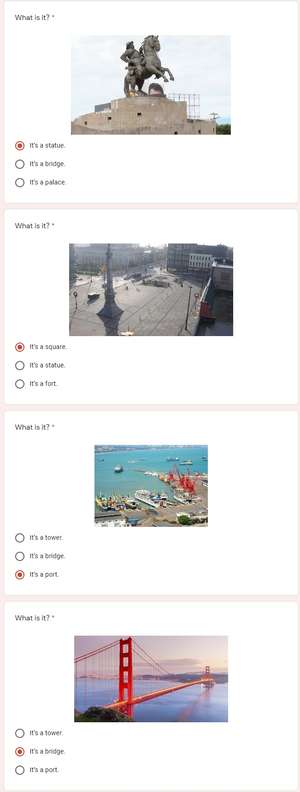 What is it? *
It's a statue.
It's a bridge.
It's a palace.
What is it? *
It's a square.
It's a statue.
It's a fort.
What is it? *
It's a tower.
It's a bridge.
It's a port.
What is it? *
It's a tower.
It's a bridge.
It's a port.